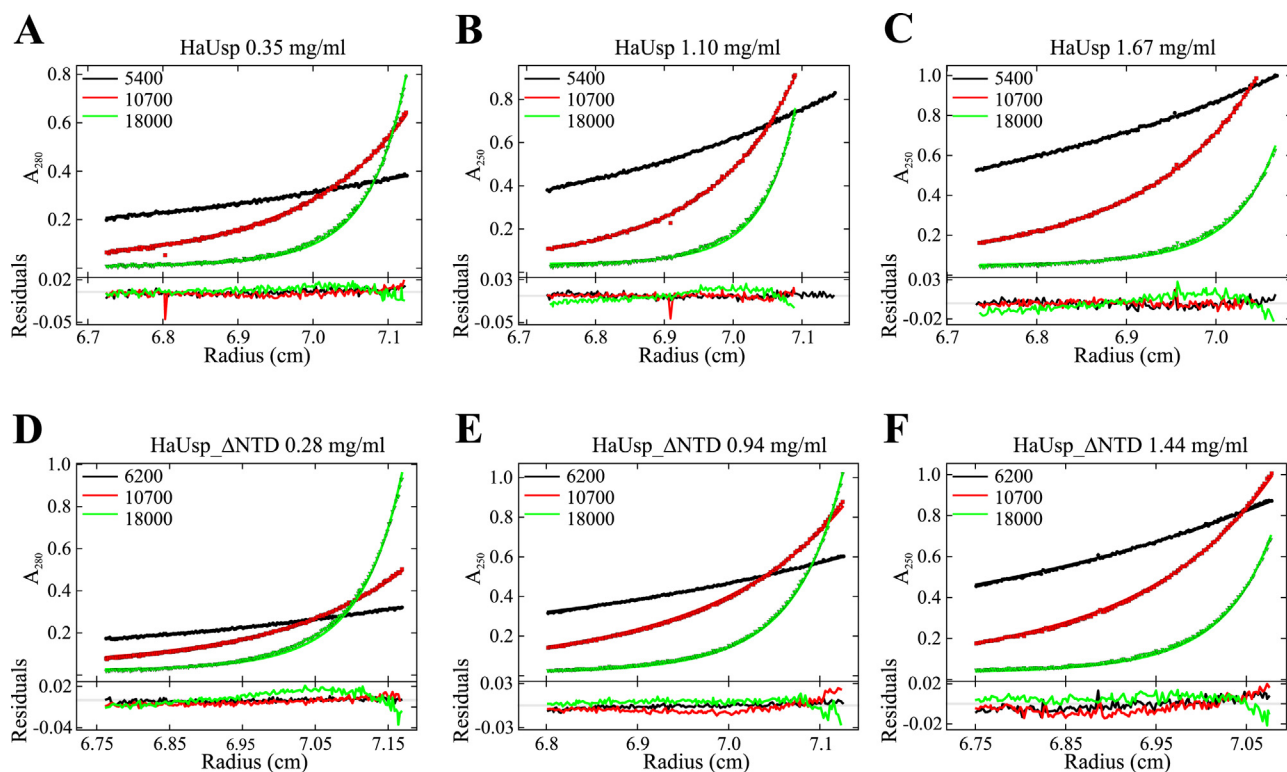 A
HaUsp 0.35 mg/ml
5400
10700
18000
A280
0.8
0.6
0.4
0.2
Residuals
0.02
-0.05
6.7 6.8 6.9 7.0 7.1
Radius (cm)
B
HaUsp 1.10 mg/ml
5400
10700
18000
A250
0.8
0.6
0.4
0.2
Residuals
0.03
-0.05
6.7 6.8 6.9 7.0 7.1
Radius (cm)
C
HaUsp 1.67 mg/ml
5400
10700
18000
A250
1.0
0.8
0.6
0.4
0.2
Residuals
0.03
-0.02
6.7 6.8 6.9 7.0
Radius (cm)
D
HaUsp_ΔNTD 0.28 mg/ml
6200
10700
18000
A280
1.0
0.8
0.6
0.4
0.2
Residuals
0.02
-0.04
6.75 6.85 6.95 7.05 7.15
Radius (cm)
E
HaUsp_ΔNTD 0.94 mg/ml
6200
10700
18000
A250
1.0
0.8
0.6
0.4
0.2
Residuals
0.03
-0.03
6.8 6.9 7.0 7.1
Radius (cm)
F
HaUsp_ΔNTD 1.44 mg/ml
6200
10700
18000
A250
1.0
0.8
0.6
0.4
0.2
Residuals
0.02
-0.02
6.75 6.85 6.95 7.05
Radius (cm)